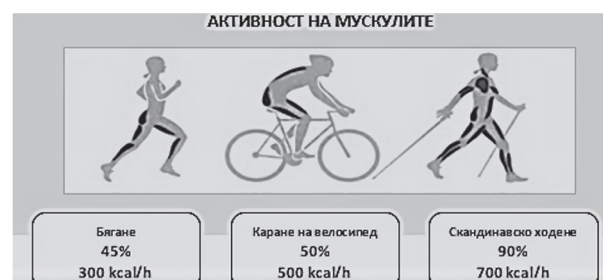 АКТИВНОСТ НА МУСКУЛИТЕ
Бягане
45%
300 kcal/h
Каране на велосипед
50%
500 kcal/h
Скандинавско ходене
90%
700 kcal/h